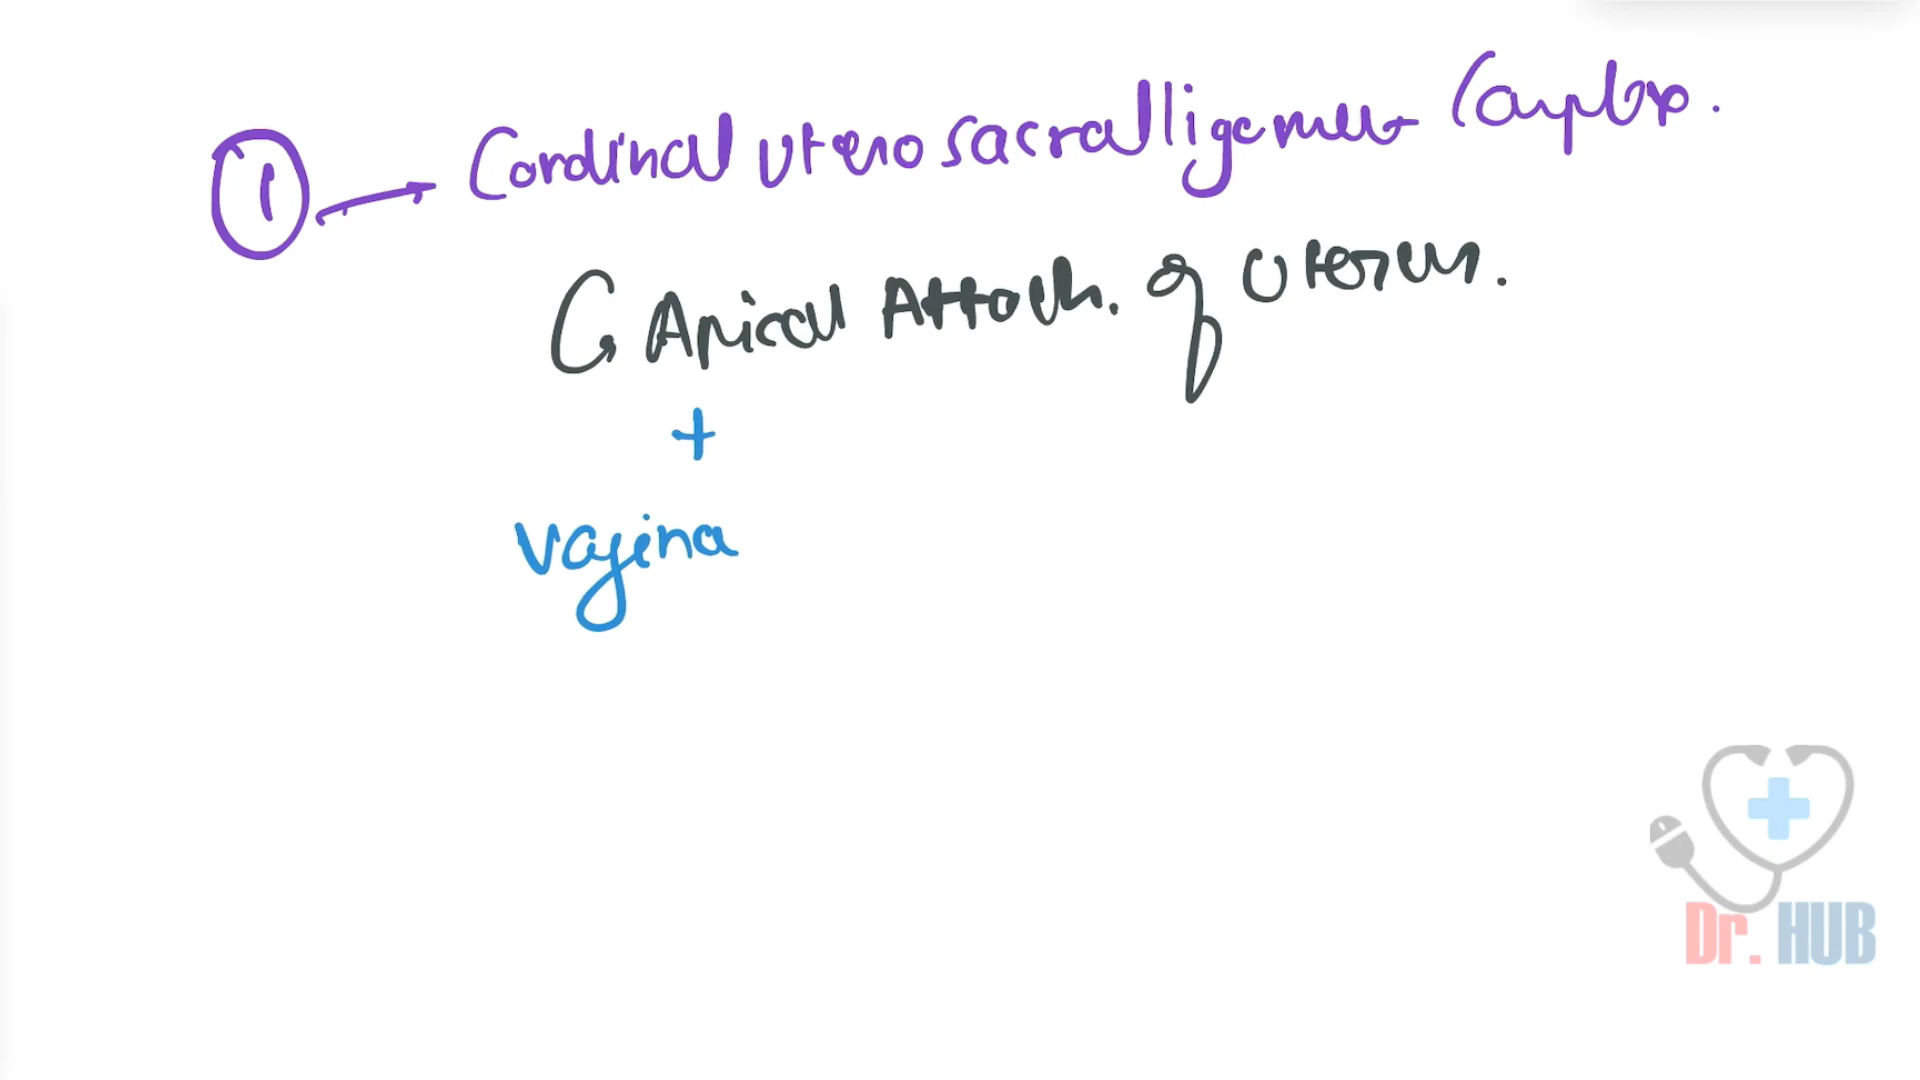 1 → Cardinal uterosacral ligament Complex.
↳ Apical Attach. of Uterus.
+
vagina
Dr. HUB